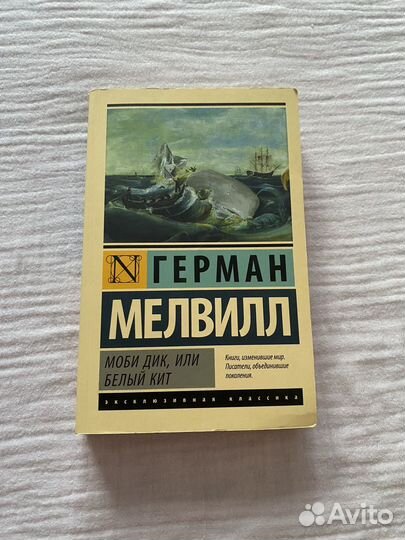 N ГЕРМАН
МЕЛВИЛЛ
МОБИ ДИК, ИЛИ
БЕЛЫЙ КИТ
Книги, изменившие мир.
Писатели, объединившие
поколения.
эксклюзивная классика
Avito